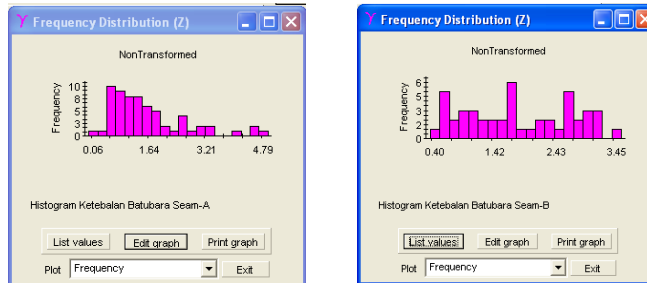 Frequency Distribution (Z)
NonTransformed
Frequency
10
8
5
3
0
0.06 1.64 3.21 4.79
Histogram Ketebalan Batubara Seam-A
List values Edit graph Print graph
Plot Frequency Exit
Frequency Distribution (Z)
NonTransformed
Frequency
6
5
3
2
0
0.40 1.42 2.43 3.45
Histogram Ketebalan Batubara Seam-B
List values Edit graph Print graph
Plot Frequency Exit